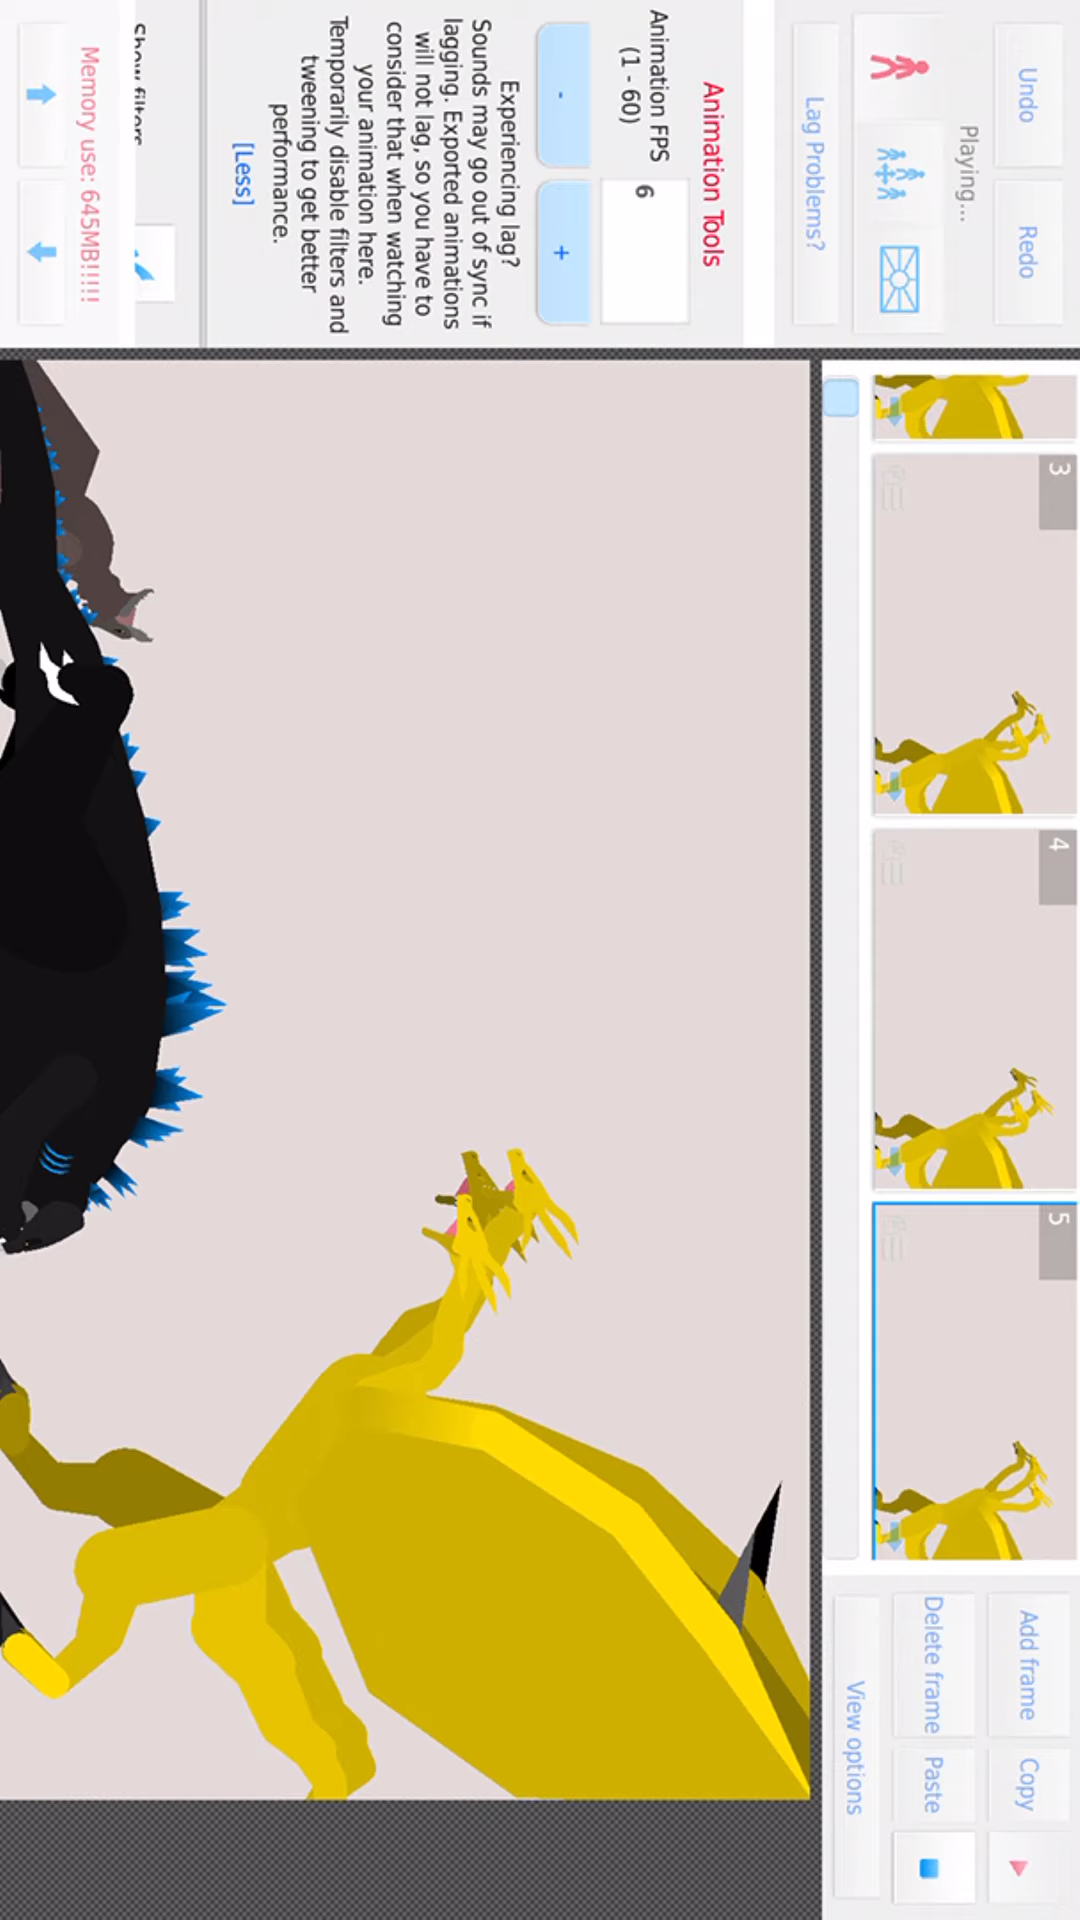 Undo
Redo
Playing...
Lag Problems?
Animation Tools
Animation FPS
(1 - 60)
6
-
+
Experiencing lag?
Sounds may go out of sync if
lagging. Exported animations
will not lag, so you have to
consider that when watching
your animation here.
Temporarily disable filters and
tweening to get better
performance.
[Less]
Show filters
Memory use: 645MB!!!!!
3
4
5
Add frame
Copy
Delete frame
Paste
View options